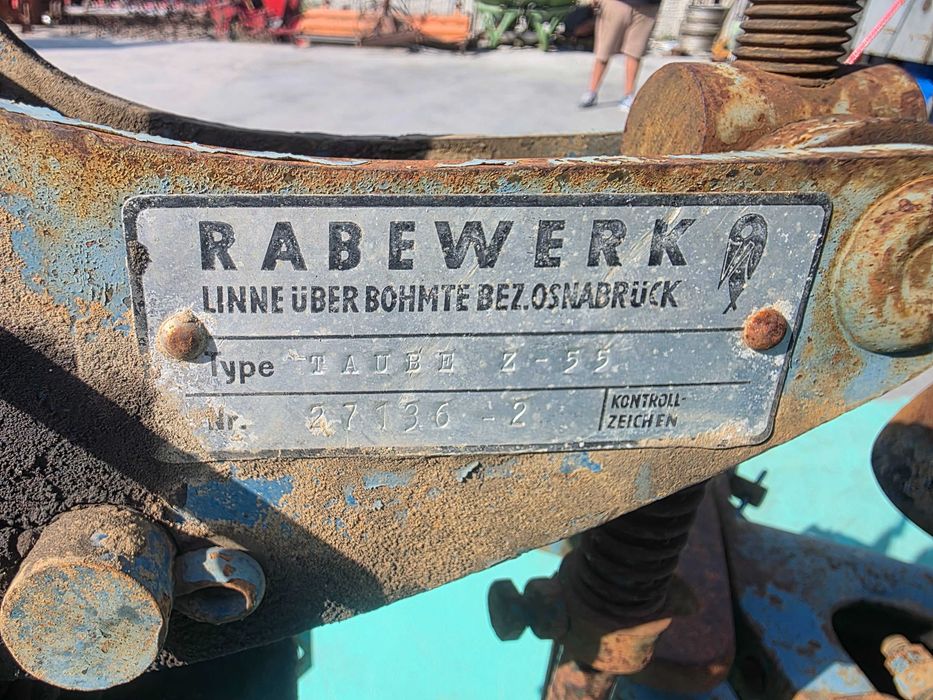 RABEWERK
LINNE ÜBER BOHMTE BEZ. OSNABRÜCK
Type TAUBE Z-55
Nr. 27136-2
KONTROLL-
ZEICHEN